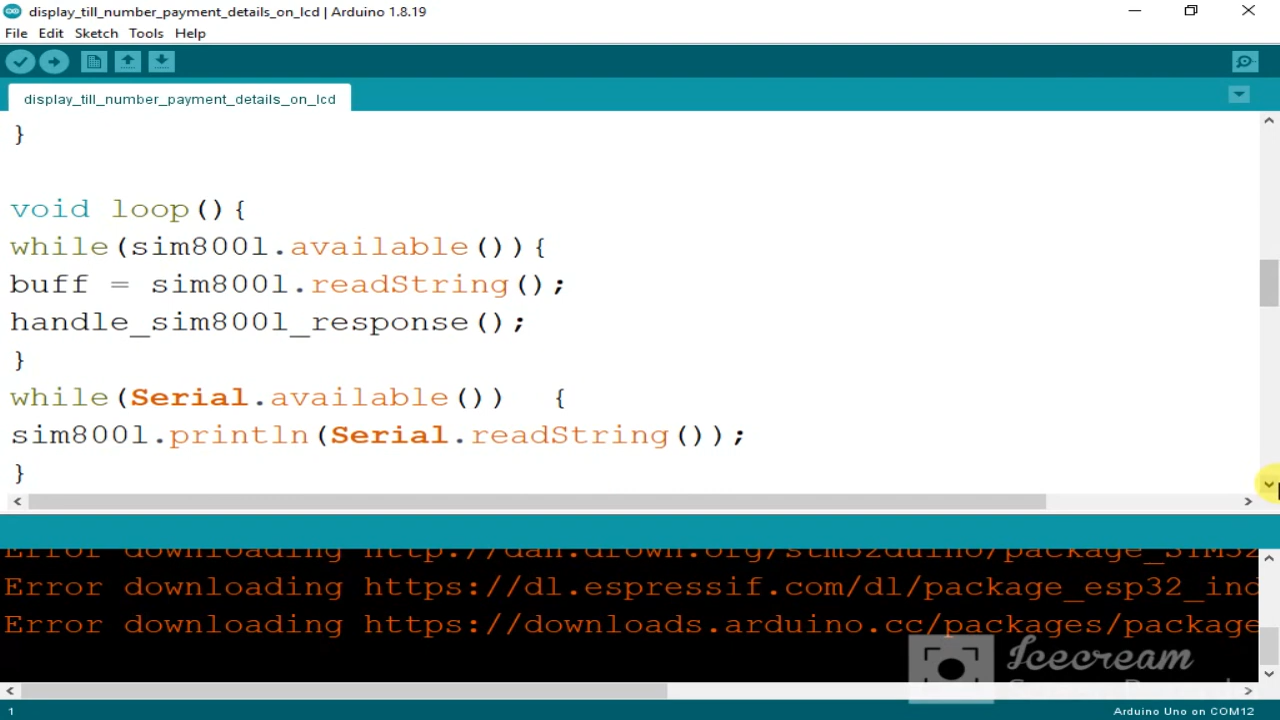 display_till_number_payment_details_on_lcd | Arduino 1.8.19
File Edit Sketch Tools Help
display_till_number_payment_details_on_lcd
}
void loop(){
while(sim800l.available()){
buff = sim800l.readString();
handle_sim800l_response();
}
while(Serial.available()) {
sim800l.println(Serial.readString());
}
Error downloading http://dan.drown.org/stm32duino/package_STM32
Error downloading https://dl.espressif.com/dl/package_esp32_ind
Error downloading https://downloads.arduino.cc/packages/package
Icecream
1
Arduino Uno on COM12